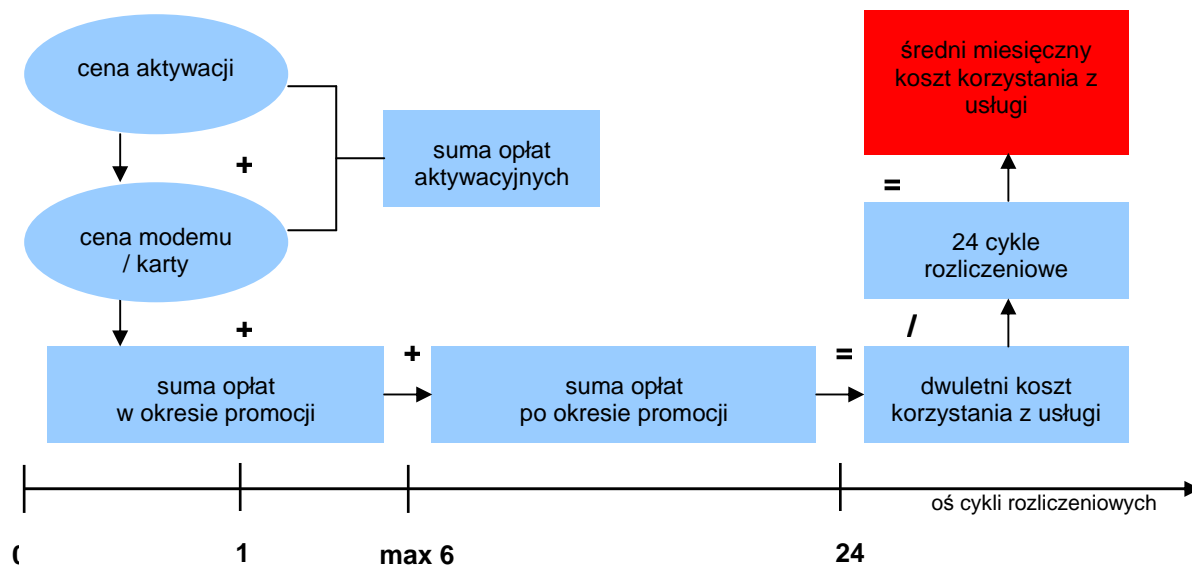 cena aktywacji
+
cena modemu
/ karty
suma opłat
aktywacyjnych
+
suma opłat
w okresie promocji
+
suma opłat
po okresie promocji
=
dwuletni koszt
korzystania z usługi
/
24 cykle
rozliczeniowe
=
średni miesięczny
koszt korzystania z
usługi
0
1
max 6
24
oś cykli rozliczeniowych